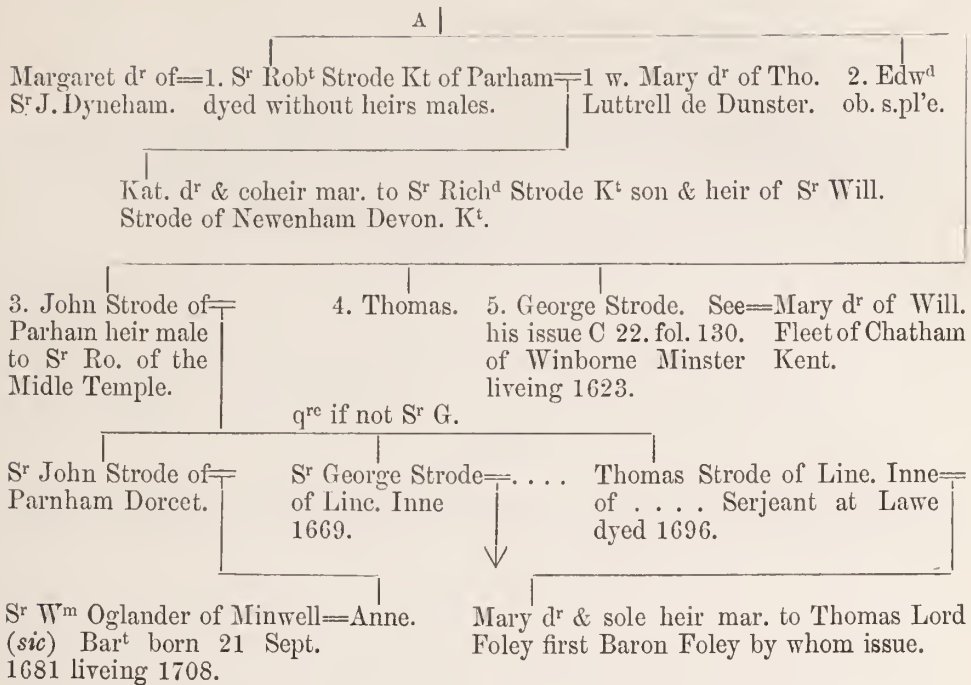 A
Margaret dʳ of═1. Sʳ Robᵗ Strode Kt of Parham╤1 w. Mary dʳ of Tho. 2. Edwᵈ
Sʳ J. Dyneham. dyed without heirs males. Luttrell de Dunster. ob. s.pl'e.
Kat. dʳ & coheir mar. to Sʳ Richᵈ Strode Kᵗ son & heir of Sʳ Will.
Strode of Newenham Devon. Kᵗ.
3. John Strode of╤ 4. Thomas. 5. George Strode. See═Mary dʳ of Will.
Parham heir male his issue C 22. fol. 130. Fleet of Chatham
to Sʳ Ro. of the of Winborne Minster Kent.
Midle Temple. liveing 1623.
qʳᵉ if not Sʳ G.
Sʳ John Strode of╤ Sʳ George Strode╤. . . . Thomas Strode of Linc. Inne╤
Parnham Dorcet. of Linc. Inne of . . . . Serjeant at Lawe
1669. dyed 1696.
Sʳ Wᵐ Oglander of Minwell═Anne. Mary dʳ & sole heir mar. to Thomas Lord
(sic) Barᵗ born 21 Sept. Foley first Baron Foley by whom issue.
1681 liveing 1708.